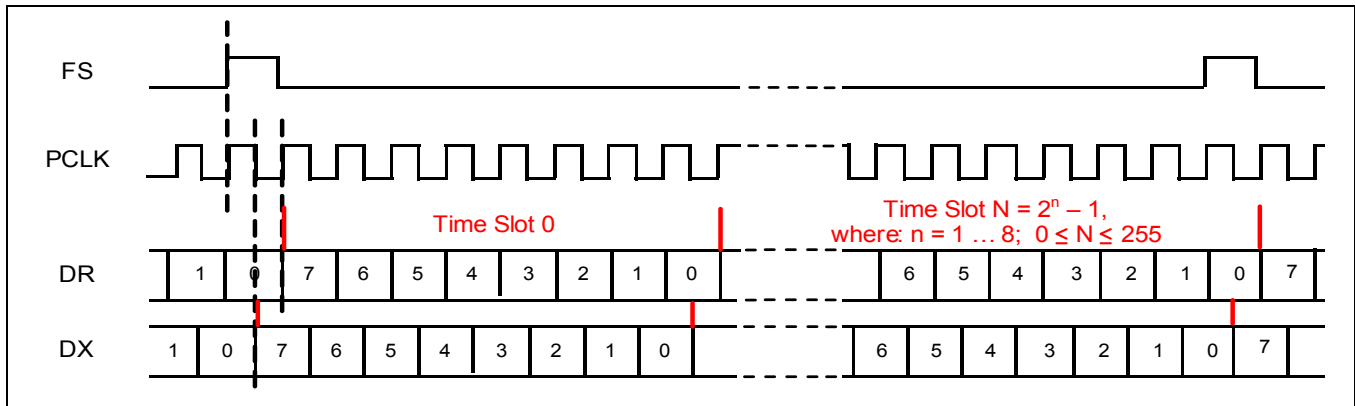 FS
PCLK
Time Slot 0
Time Slot N = 2ⁿ – 1,
where: n = 1 … 8; 0 ≤ N ≤ 255
DR 1 0 7 6 5 4 3 2 1 0 6 5 4 3 2 1 0 7
DX 1 0 7 6 5 4 3 2 1 0 6 5 4 3 2 1 0 7